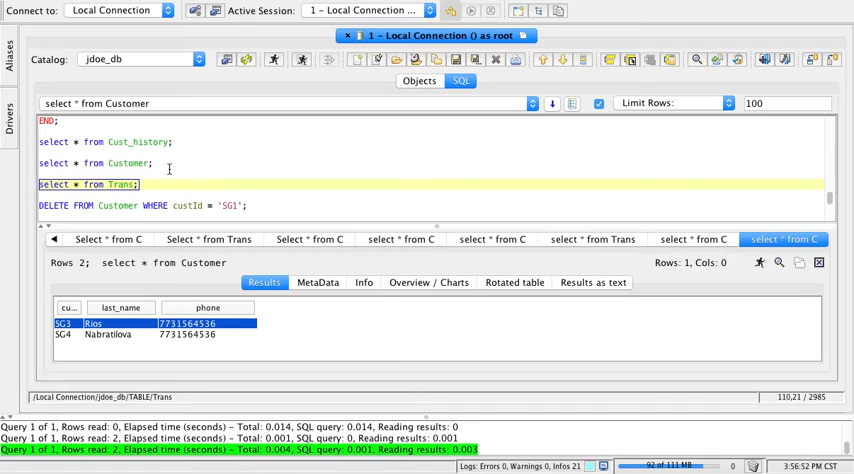 Connect to: Local Connection Active Session: 1 - Local Connection ...
Aliases
Drivers
1 - Local Connection () as root
Catalog: jdoe_db
Objects SQL
select * from Customer Limit Rows: 100
END;
select * from Cust_history;
select * from Customer;
select * from Trans;
DELETE FROM Customer WHERE custId = 'SG1';
Select * from C Select * from Trans Select * from C select * from C select * from C select * from Trans select * from C select * from C
Rows 2; select * from Customer Rows: 1, Cols: 0
Results MetaData Info Overview / Charts Rotated table Results as text
cu... last_name phone
SG3 Rios 7731564536
SG4 Nabratilova 7731564536
/Local Connection/jdoe_db/TABLE/Trans 110,21 / 2985
Query 1 of 1, Rows read: 0, Elapsed time (seconds) - Total: 0.014, SQL query: 0.014, Reading results: 0
Query 1 of 1, Rows read: 2, Elapsed time (seconds) - Total: 0.001, SQL query: 0, Reading results: 0.001
Query 1 of 1, Rows read: 2, Elapsed time (seconds) - Total: 0.004, SQL query: 0.001, Reading results: 0.003
Logs: Errors 0, Warnings 0, Infos 21 92 of 111 MB 0 3:56:52 PM CST